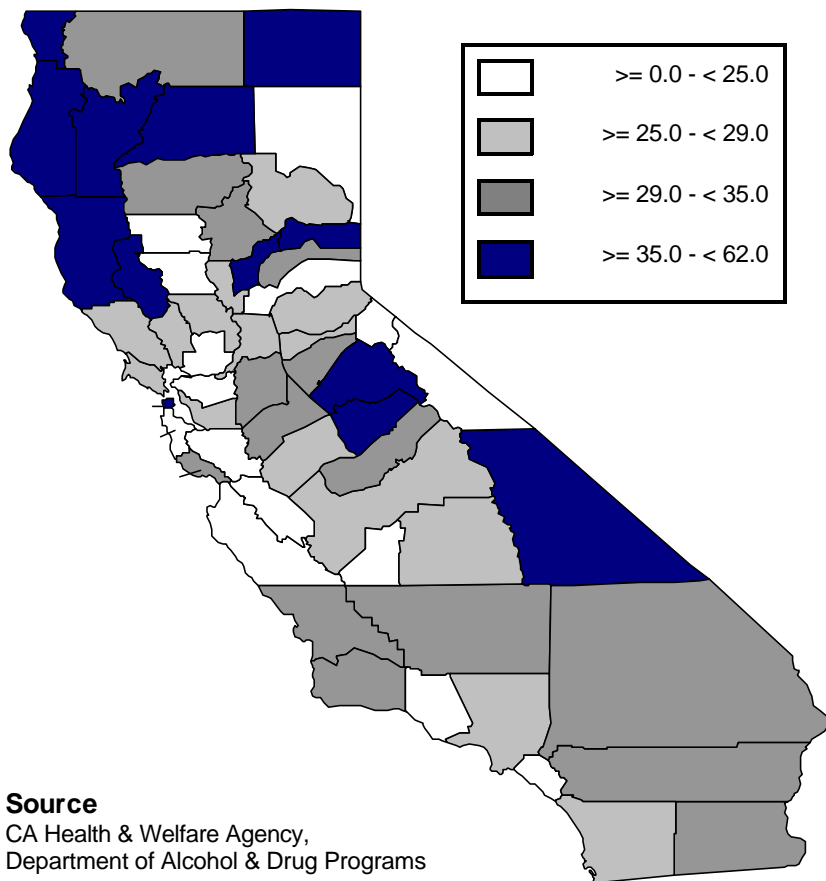 >= 0.0 - < 25.0
>= 25.0 - < 29.0
>= 29.0 - < 35.0
>= 35.0 - < 62.0
Source
CA Health & Welfare Agency,
Department of Alcohol & Drug Programs